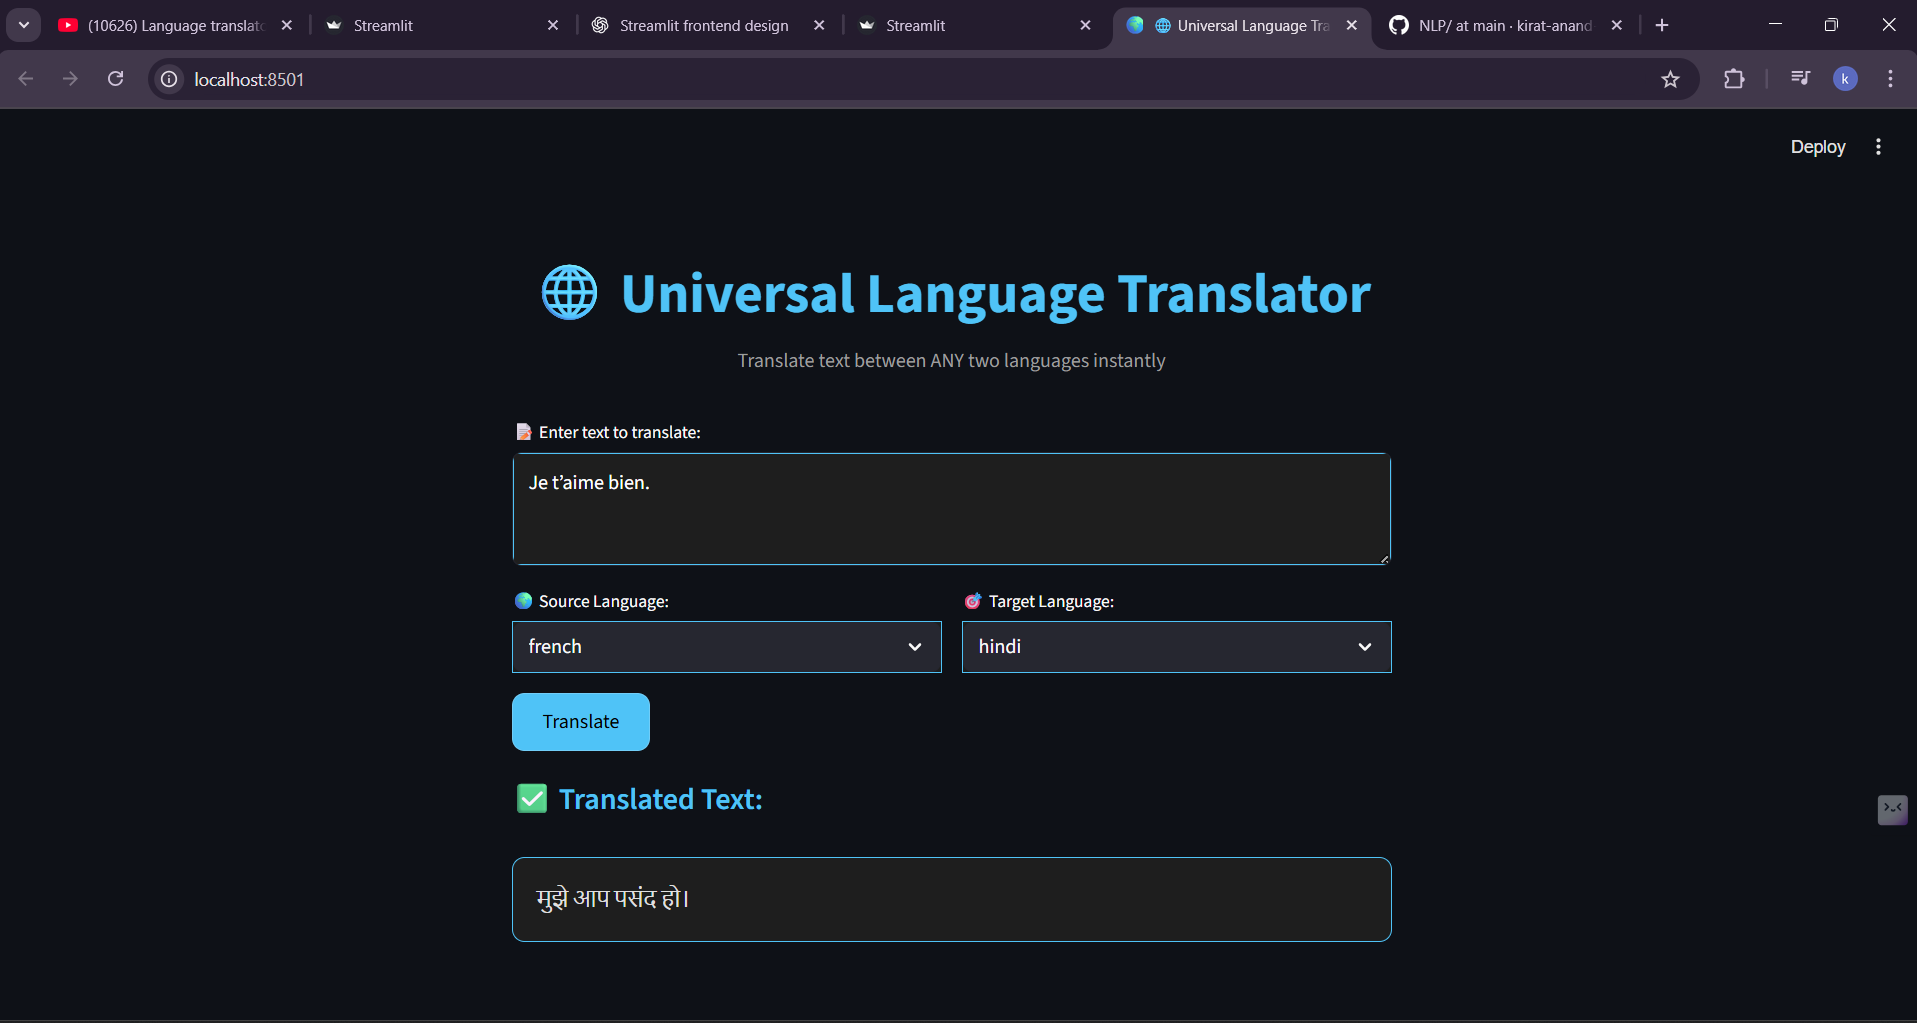 (10626) Language translato
Streamlit
Streamlit frontend design
Streamlit
🌐 Universal Language Tra
NLP/ at main · kirat-anand
localhost:8501
k
Deploy
🌐 Universal Language Translator
Translate text between ANY two languages instantly
📝 Enter text to translate:
Je t’aime bien.
🌍 Source Language:
🎯 Target Language:
french
hindi
Translate
✅ Translated Text:
मुझे आप पसंद हो।